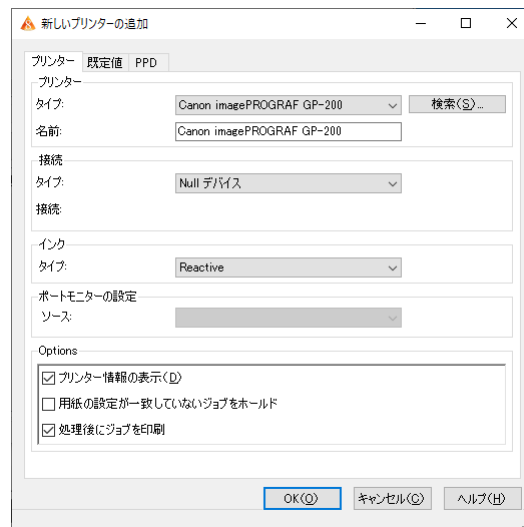 新しいプリンターの追加
プリンター 既定値 PPD
プリンター
タイプ: Canon imagePROGRAF GP-200 検索(S)...
名前: Canon imagePROGRAF GP-200
接続
タイプ: Null デバイス
接続:
インク
タイプ: Reactive
ポートモニターの設定
ソース:
Options
プリンター情報の表示(D)
用紙の設定が一致していないジョブをホールド
処理後にジョブを印刷
OK(O) キャンセル(C) ヘルプ(H)